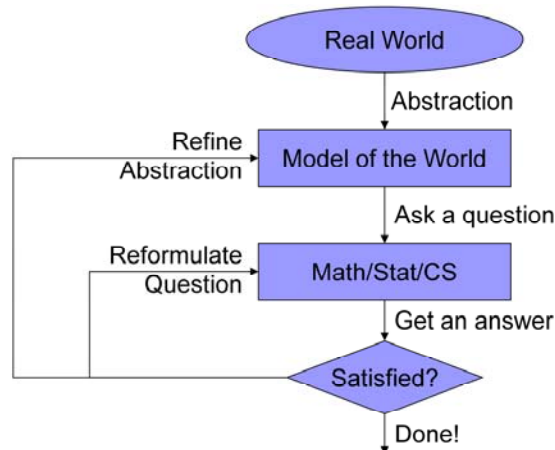 Real World
Abstraction
Refine
Abstraction
Model of the World
Ask a question
Reformulate
Question
Math/Stat/CS
Get an answer
Satisfied?
Done!